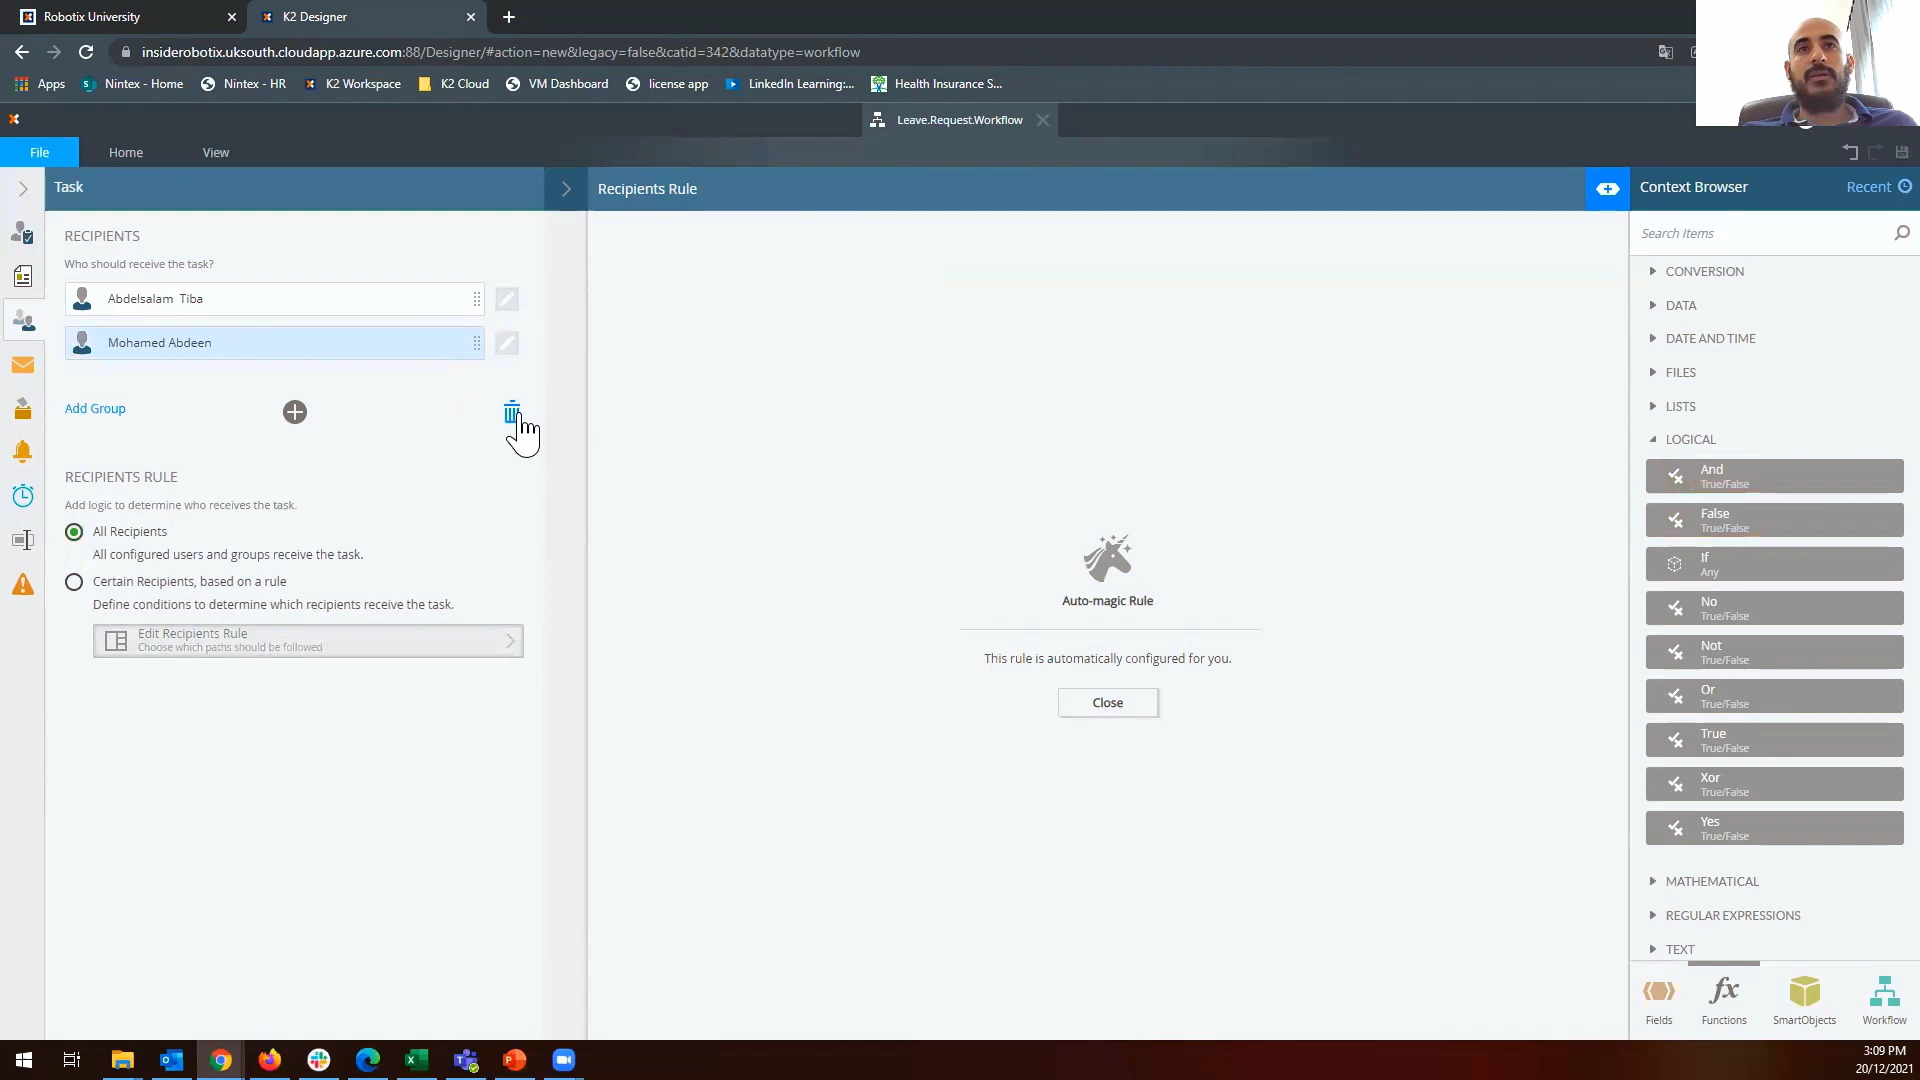 Robotix University
K2 Designer
insiderobotix.uksouth.cloudapp.azure.com:88/Designer/#action=new&legacy=false&catid=342&datatype=workflow
Apps
Nintex - Home
Nintex - HR
K2 Workspace
K2 Cloud
VM Dashboard
license app
LinkedIn Learning:...
Health Insurance S...
Leave.Request.Workflow
File
Home
View
Task
Recipients Rule
Context Browser
Recent
RECIPIENTS
Who should receive the task?
Abdelsalam Tiba
Mohamed Abdeen
Add Group
RECIPIENTS RULE
Add logic to determine who receives the task.
All Recipients
All configured users and groups receive the task.
Certain Recipients, based on a rule
Define conditions to determine which recipients receive the task.
Edit Recipients Rule
Choose which paths should be followed
Auto-magic Rule
This rule is automatically configured for you.
Close
Search Items
CONVERSION
DATA
DATE AND TIME
FILES
LISTS
LOGICAL
And
True/False
False
True/False
If
Any
No
True/False
Not
True/False
Or
True/False
True
True/False
Xor
True/False
Yes
True/False
MATHEMATICAL
REGULAR EXPRESSIONS
TEXT
fx
Fields
Functions
SmartObjects
Workflow
3:09 PM
20/12/2021